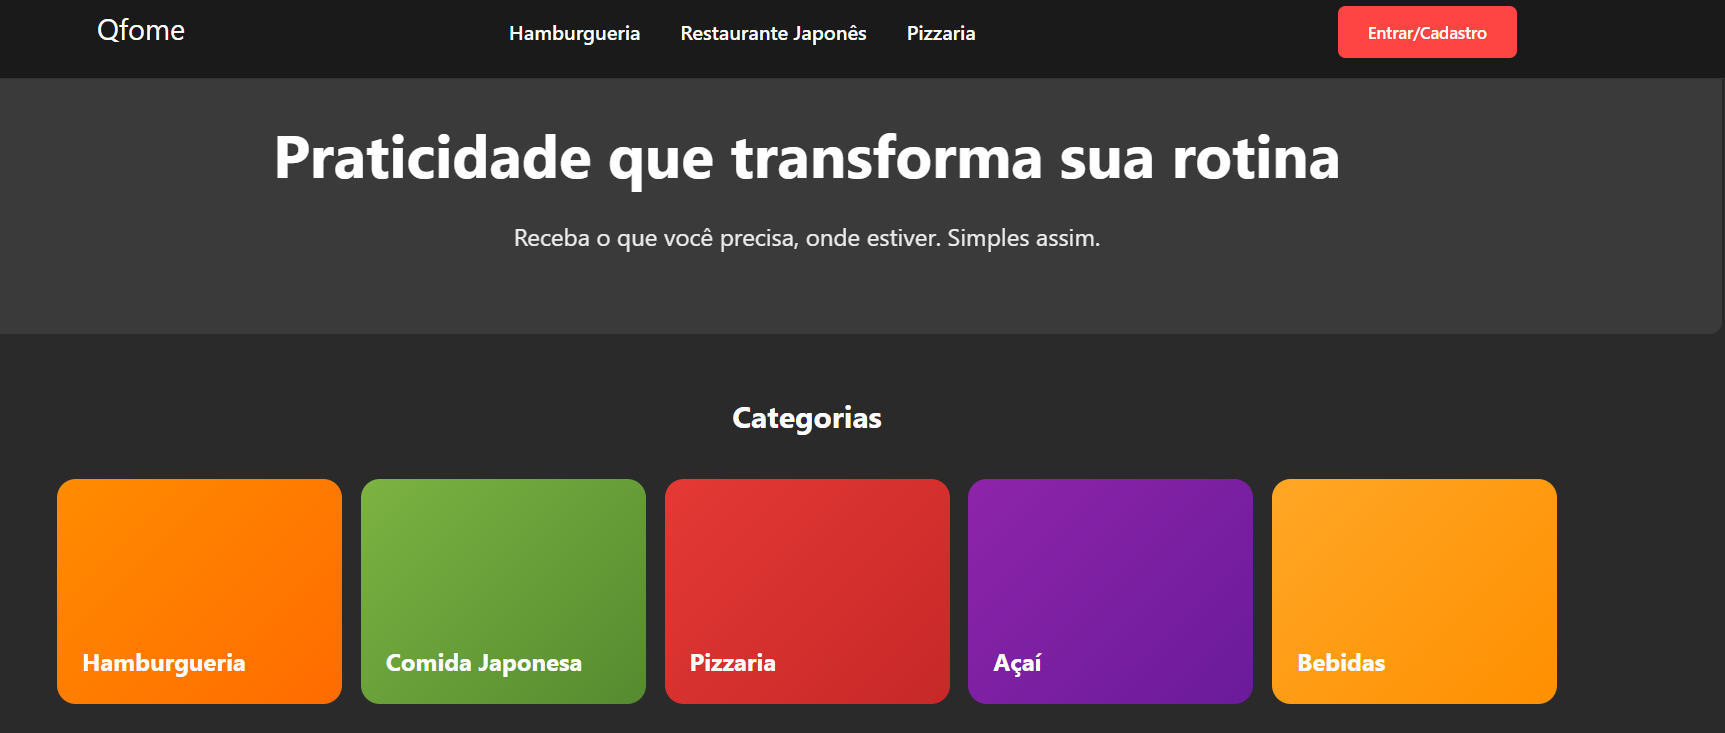 Qfome
Hamburgueria Restaurante Japonês Pizzaria
Entrar/Cadastro
Praticidade que transforma sua rotina
Receba o que você precisa, onde estiver. Simples assim.
Categorias
Hamburgueria
Comida Japonesa
Pizzaria
Açaí
Bebidas